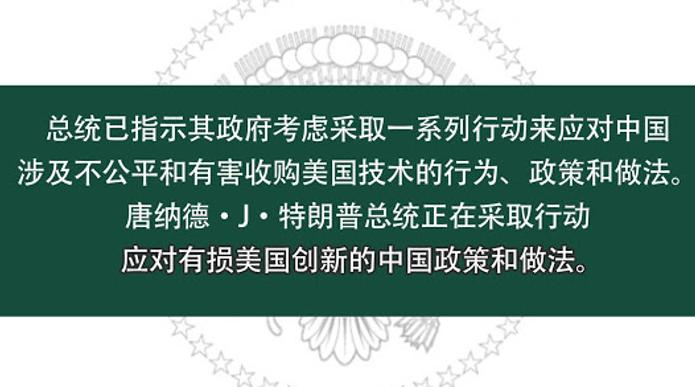 总统已指示其政府考虑采取一系列行动来应对中国
涉及不公平和有害收购美国技术的行为、政策和做法。
唐纳德·J·特朗普总统正在采取行动
应对有损美国创新的中国政策和做法。